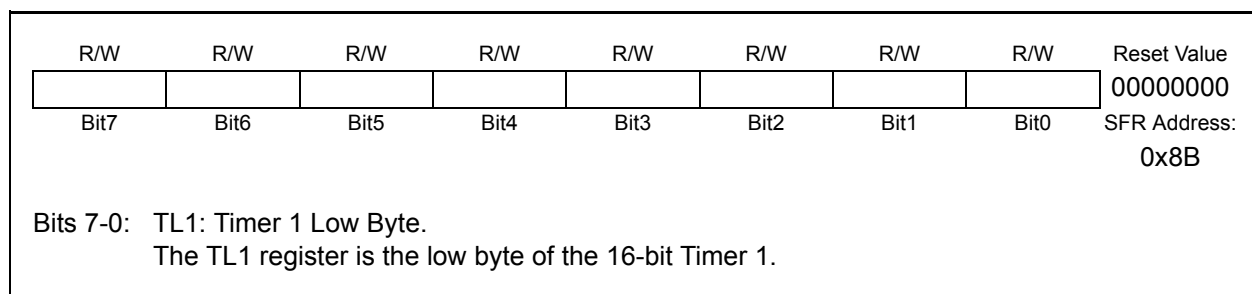 R/W R/W R/W R/W R/W R/W R/W R/W Reset Value
00000000
Bit7 Bit6 Bit5 Bit4 Bit3 Bit2 Bit1 Bit0 SFR Address:
0x8B
Bits 7-0: TL1: Timer 1 Low Byte.
The TL1 register is the low byte of the 16-bit Timer 1.